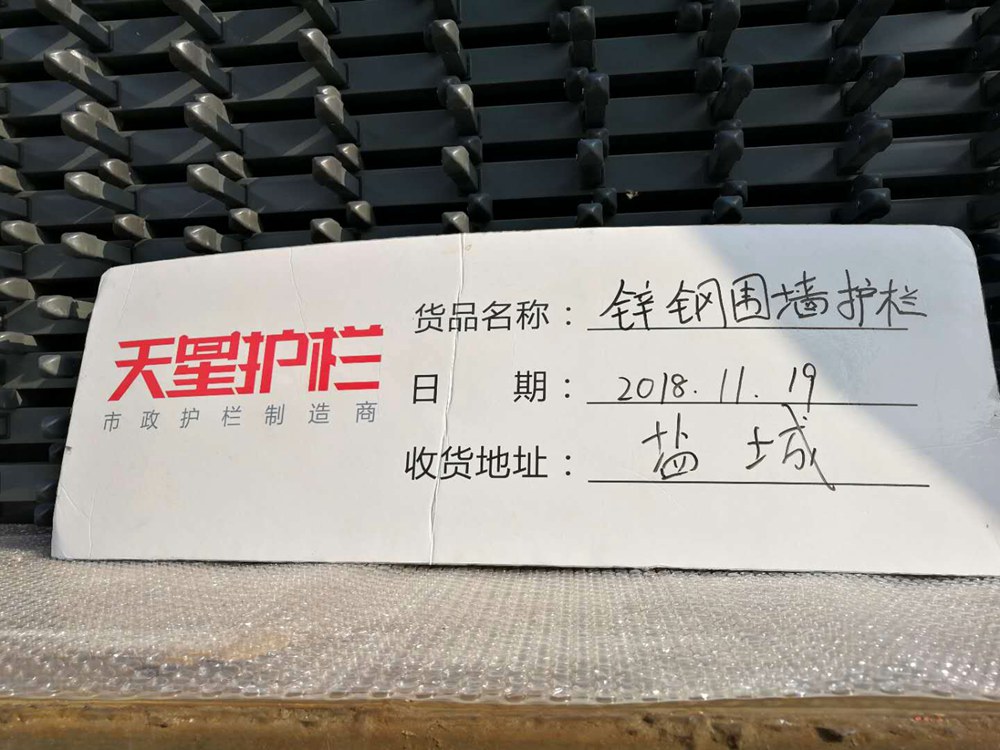 天星护栏
市政护栏制造商
货品名称：锌钢围墙护栏
日 期：2018.11.19
收货地址：盐城